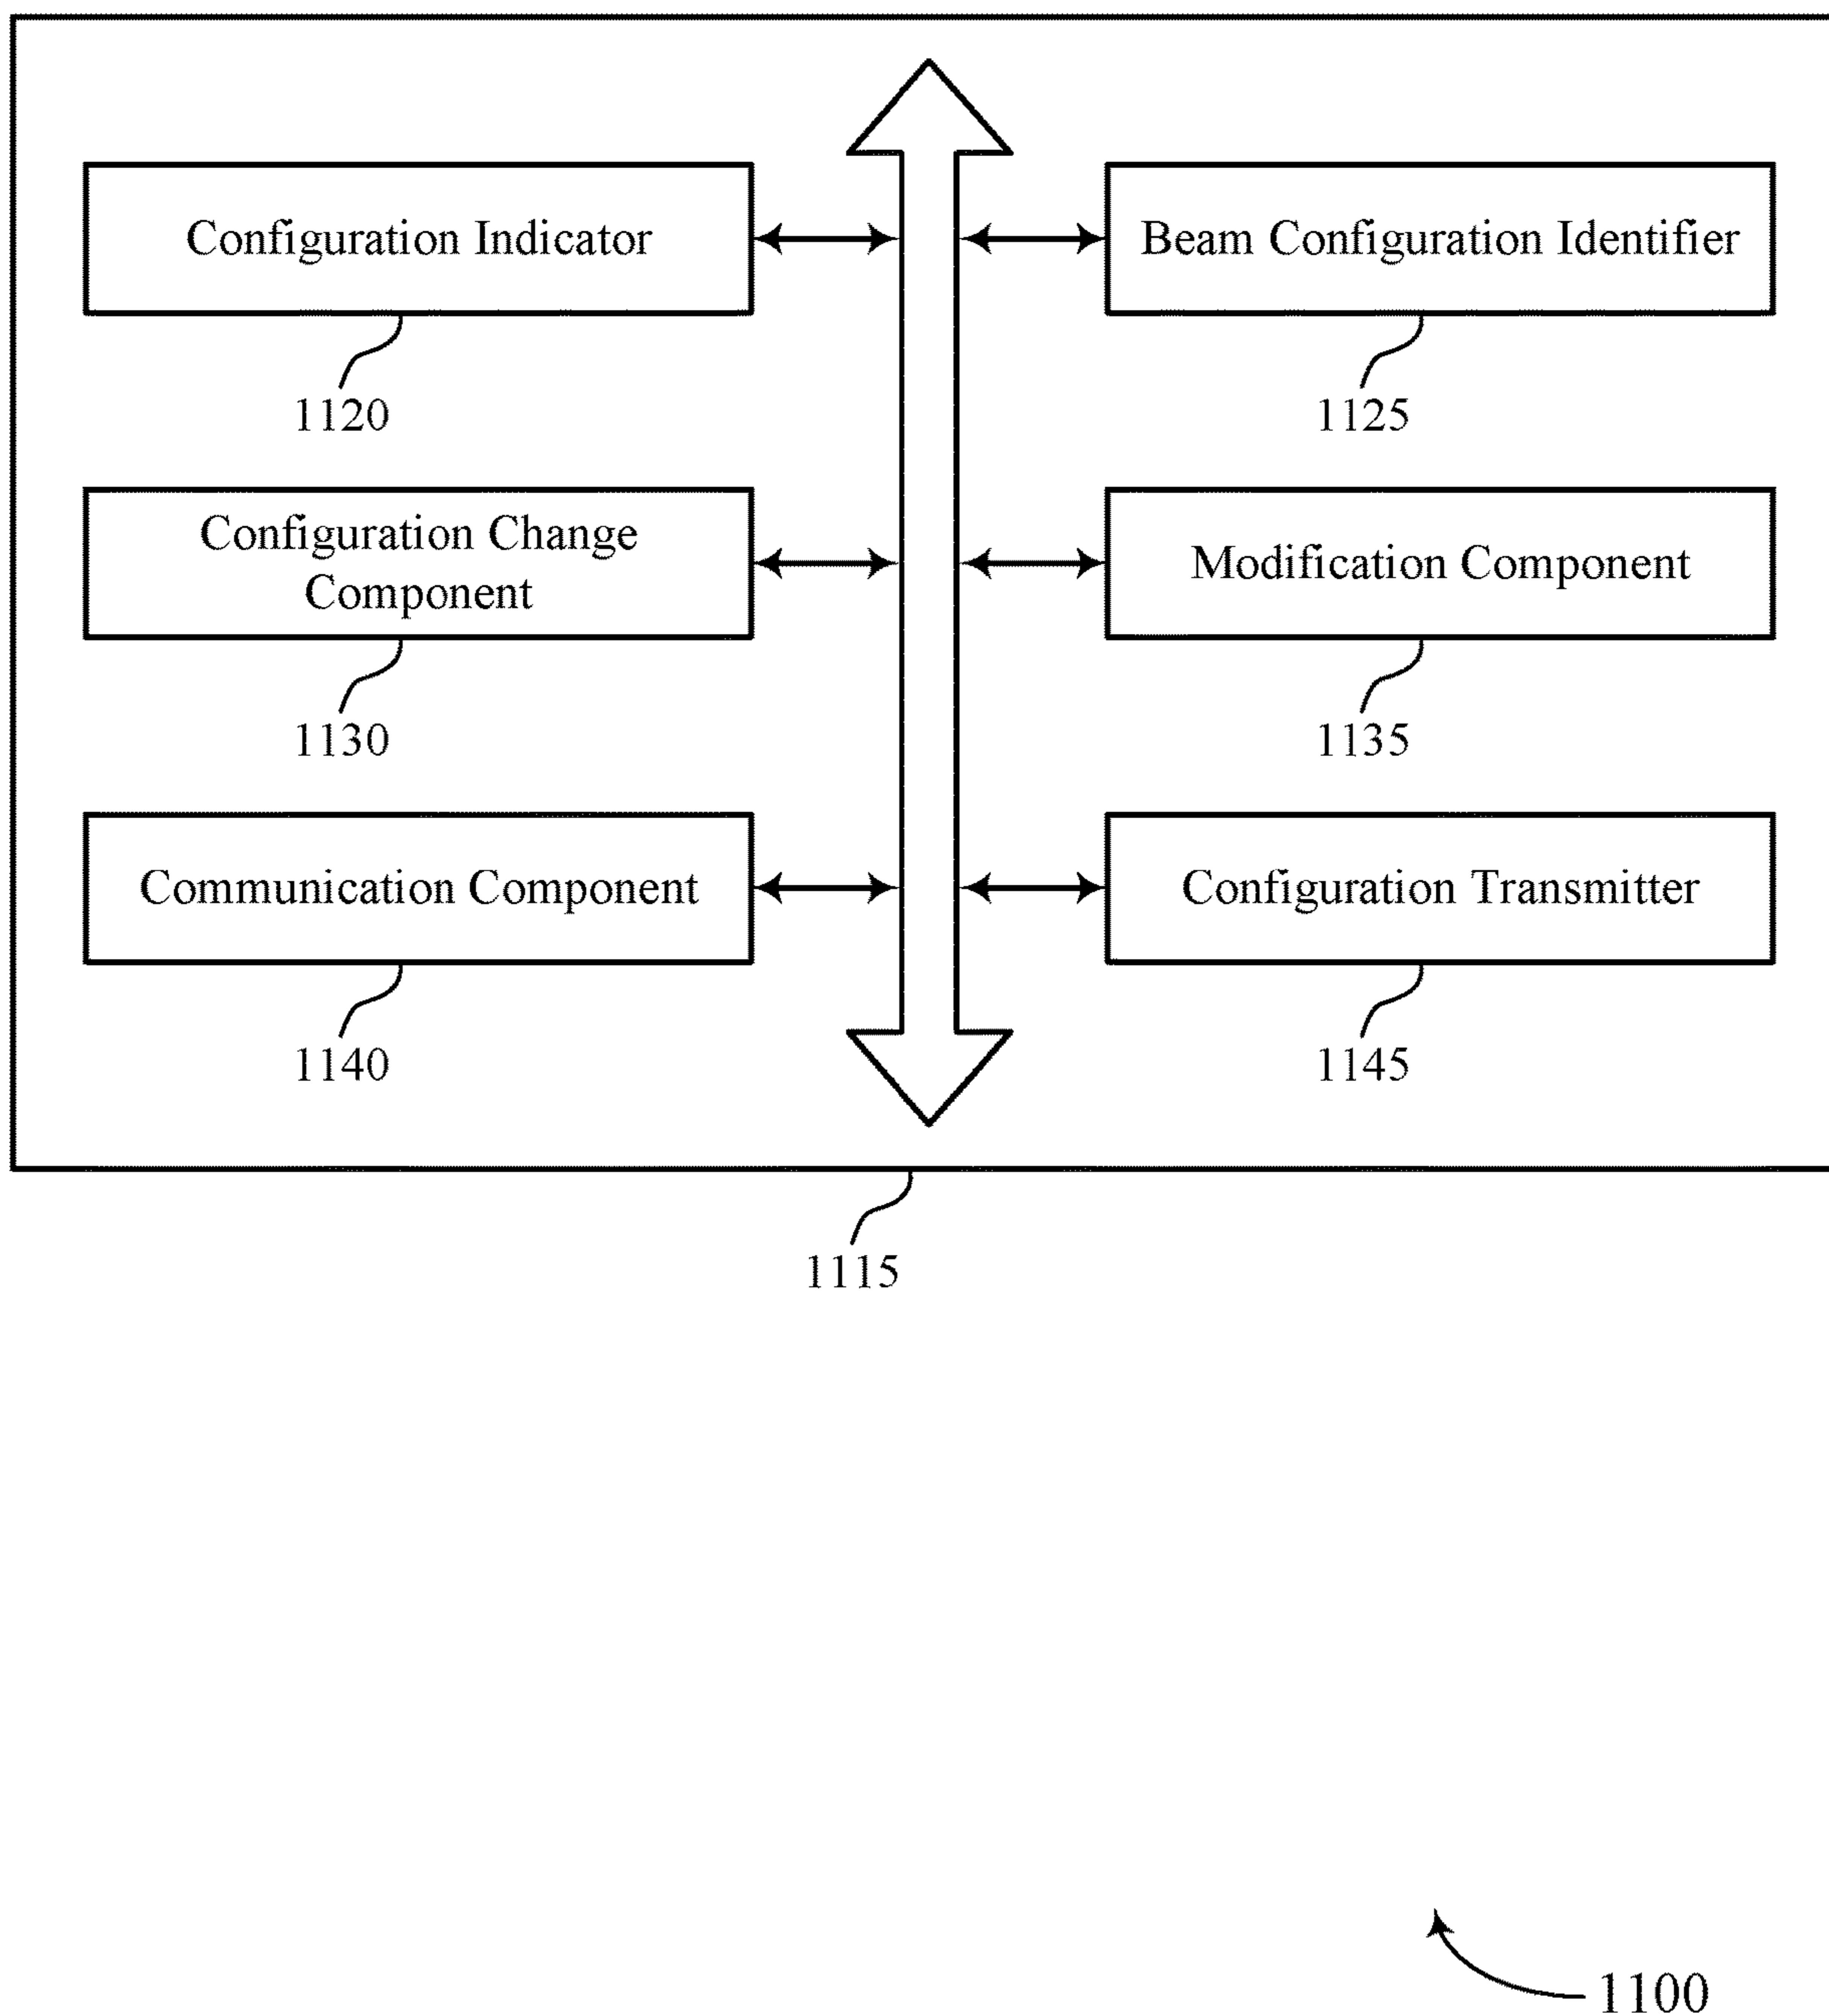 Configuration Indicator
1120
Beam Configuration Identifier
1125
Configuration Change
Component
1130
Modification Component
1135
Communication Component
1140
Configuration Transmitter
1145
1115
1100